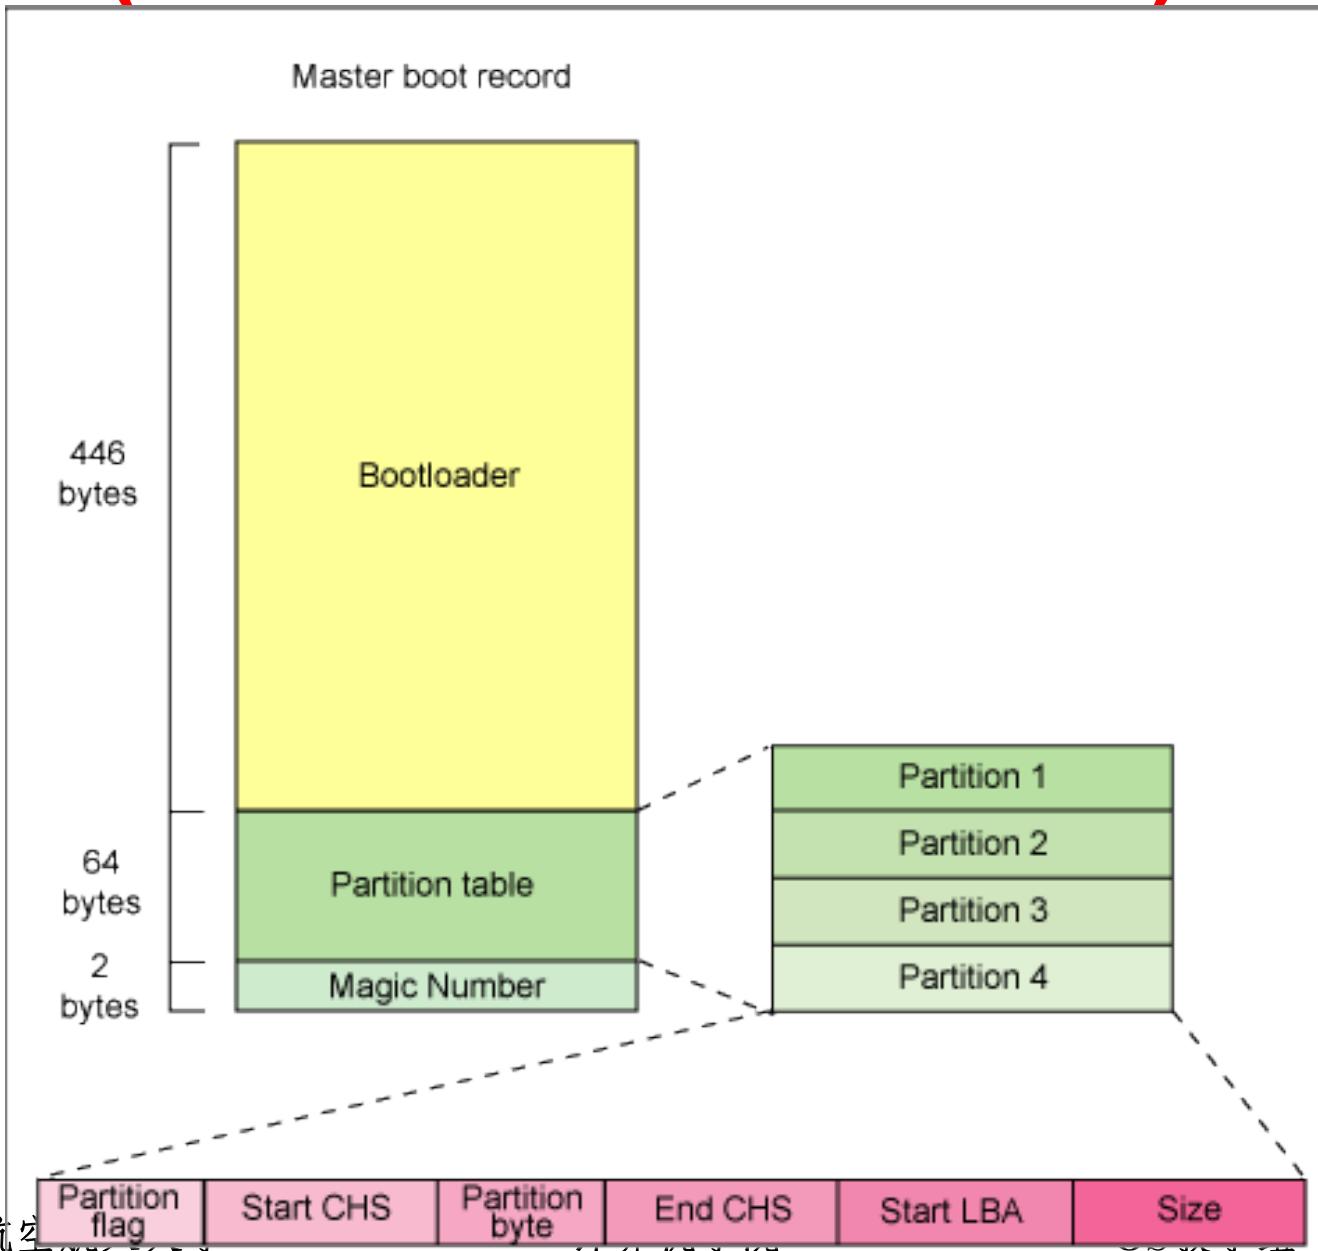 Master boot record
446
bytes
Bootloader
64
bytes
Partition table
2
bytes
Magic Number
Partition 1
Partition 2
Partition 3
Partition 4
Partition
flag
Start CHS
Partition
byte
End CHS
Start LBA
Size